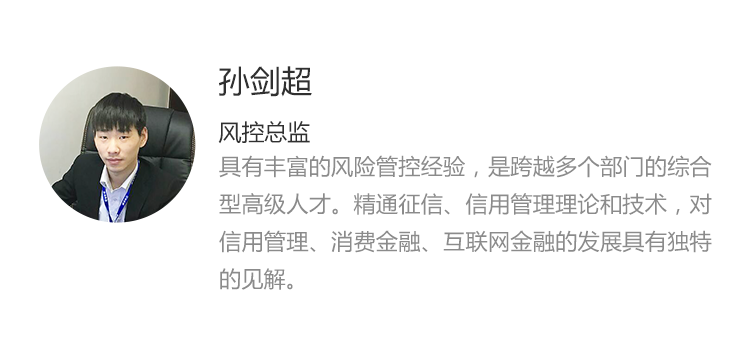 孙剑超
风控总监
具有丰富的风险管控经验，是跨越多个部门的综合
型高级人才。精通征信、信用管理理论和技术，对
信用管理、消费金融、互联网金融的发展具有独特
的见解。